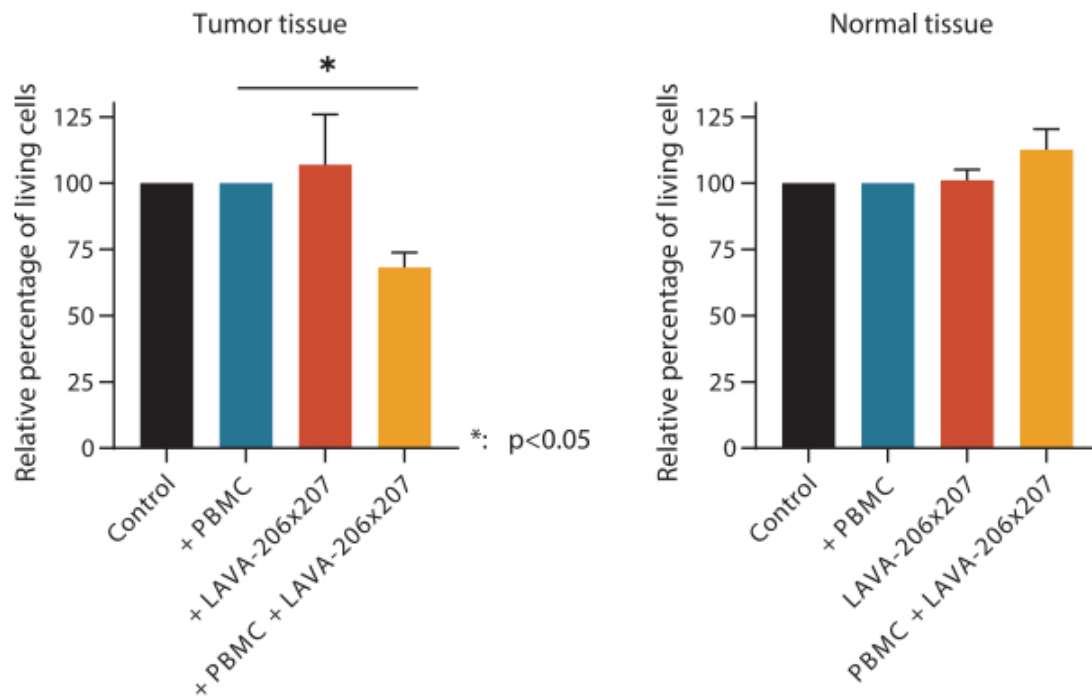 Tumor tissue
*
Relative percentage of living cells
125
100
75
50
25
0
Control
+ PBMC
+ LAVA-206x207
+ PBMC + LAVA-206x207
*: p<0.05
Normal tissue
Relative percentage of living cells
125
100
75
50
25
0
Control
+ PBMC
LAVA-206x207
PBMC + LAVA-206x207